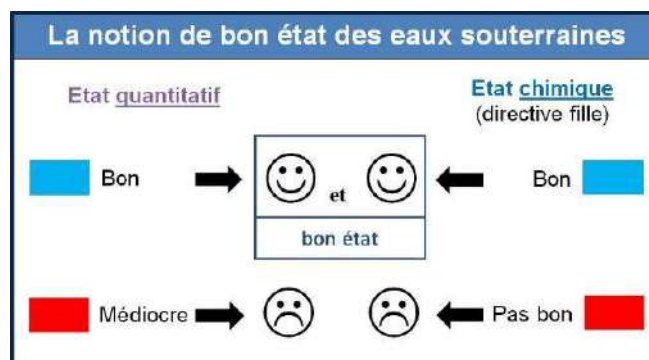 La notion de bon état des eaux souterraines
Etat quantitatif
Etat chimique
(directive fille)
Bon
et
Bon
bon état
Médiocre
Pas bon